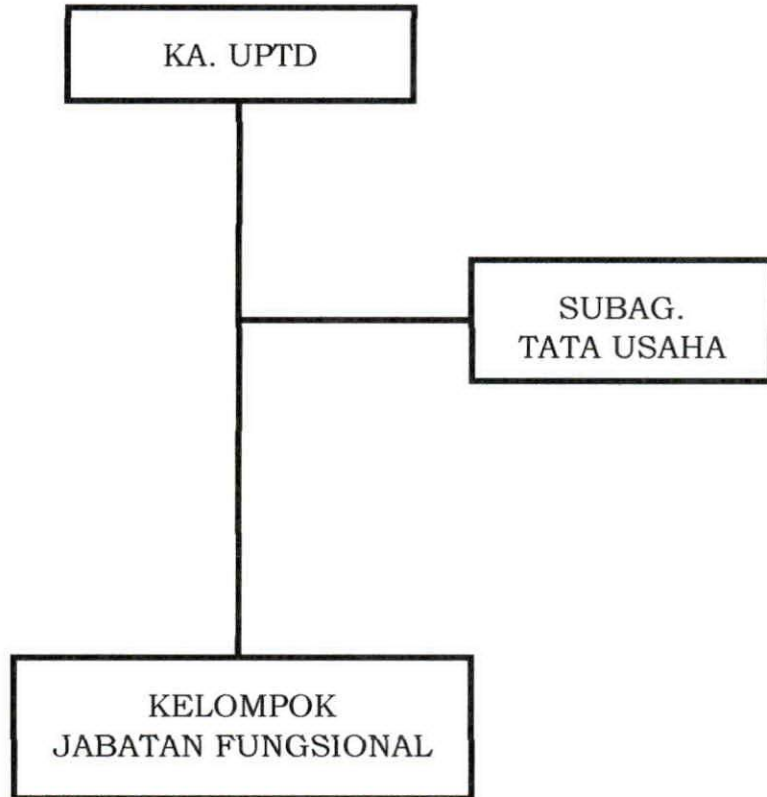 KA. UPTD
SUBAG.
TATA USAHA
KELOMPOK
JABATAN FUNGSIONAL